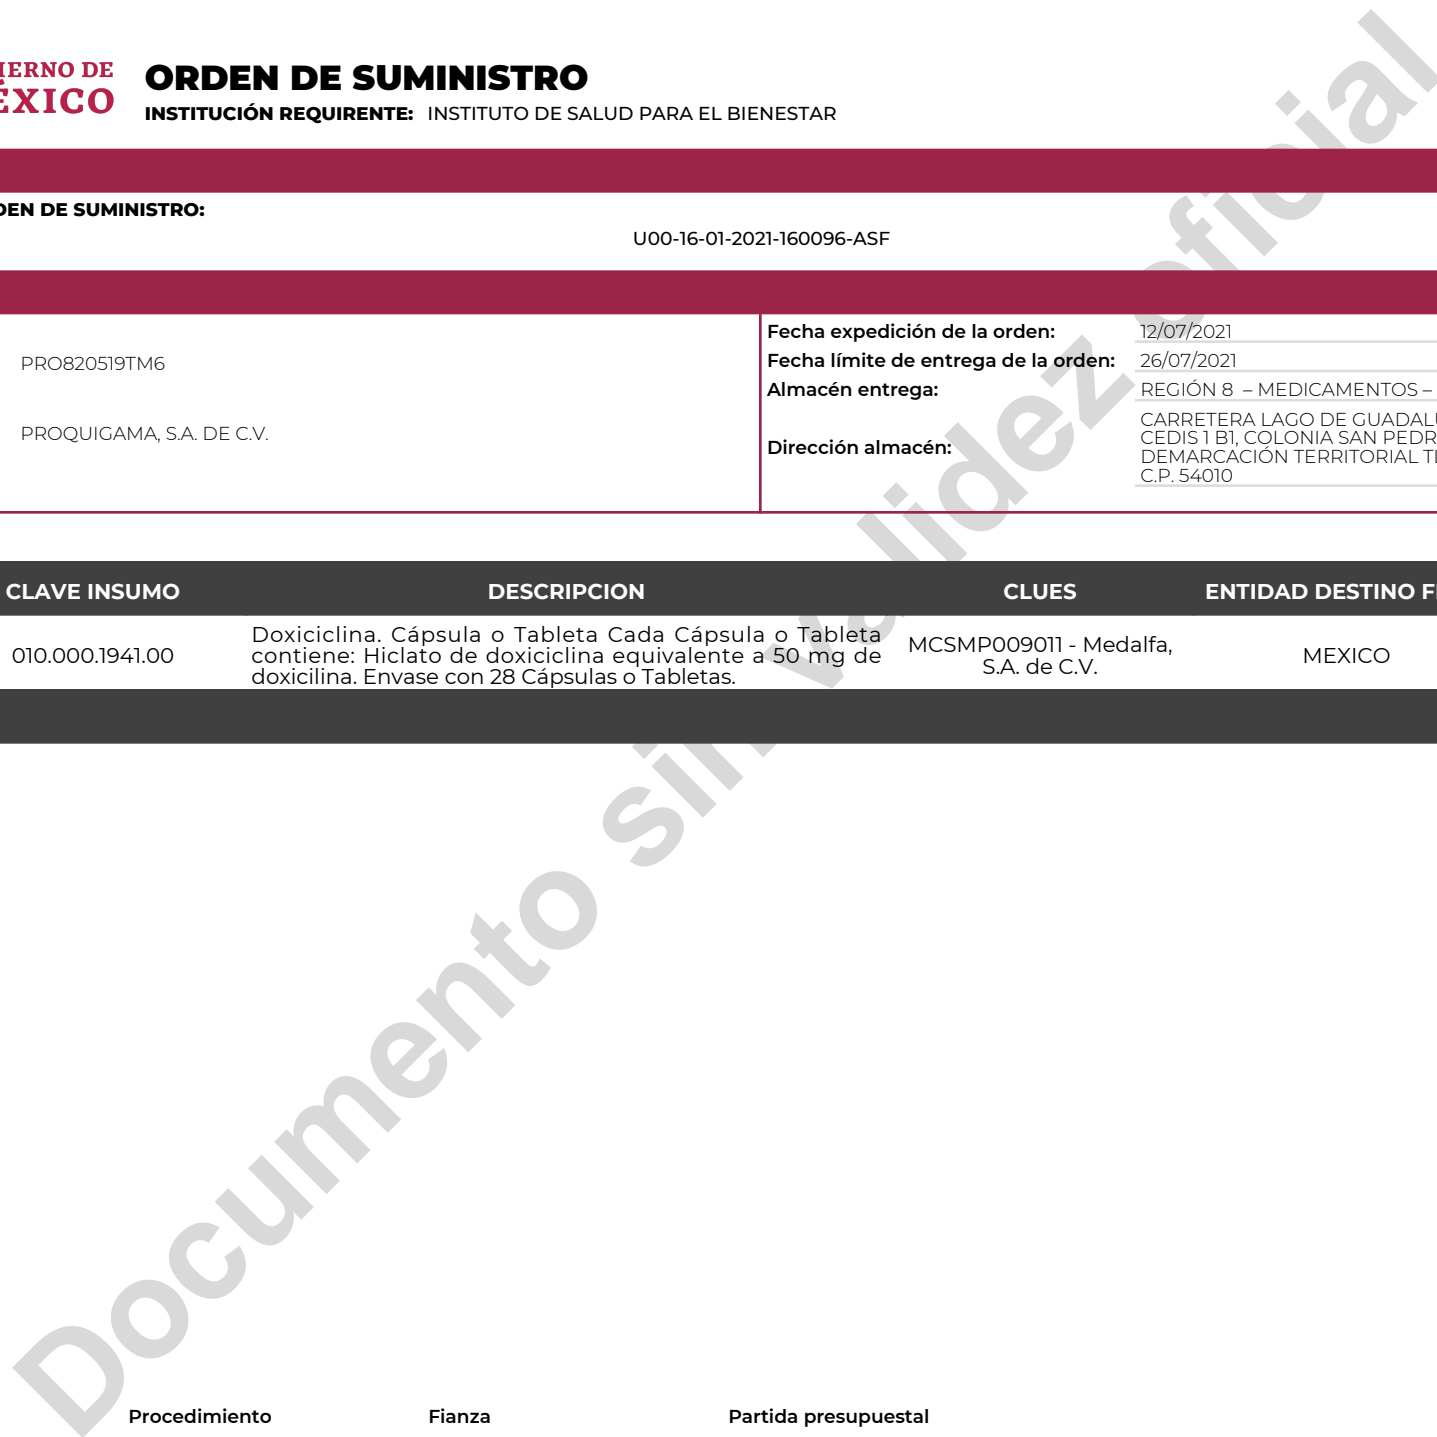 IERNO DE
ÉXICO
ORDEN DE SUMINISTRO
INSTITUCIÓN REQUIRENTE: INSTITUTO DE SALUD PARA EL BIENESTAR
DEN DE SUMINISTRO:
U00-16-01-2021-160096-ASF
PRO820519TM6
PROQUIGAMA, S.A. DE C.V.
Fecha expedición de la orden: 12/07/2021
Fecha límite de entrega de la orden: 26/07/2021
Almacén entrega: REGIÓN 8 – MEDICAMENTOS –
Dirección almacén:
CARRETERA LAGO DE GUADALU
CEDIS 1 B1, COLONIA SAN PEDR
DEMARCACIÓN TERRITORIAL TL
C.P. 54010
CLAVE INSUMO DESCRIPCION CLUES ENTIDAD DESTINO FI
010.000.1941.00
Doxiciclina. Cápsula o Tableta Cada Cápsula o Tableta
contiene: Hiclato de doxiciclina equivalente a 50 mg de
doxicilina. Envase con 28 Cápsulas o Tabletas.
MCSMP009011 - Medalfa,
S.A. de C.V.
MEXICO
Documento sin validez oficial
Procedimiento Fianza Partida presupuestal